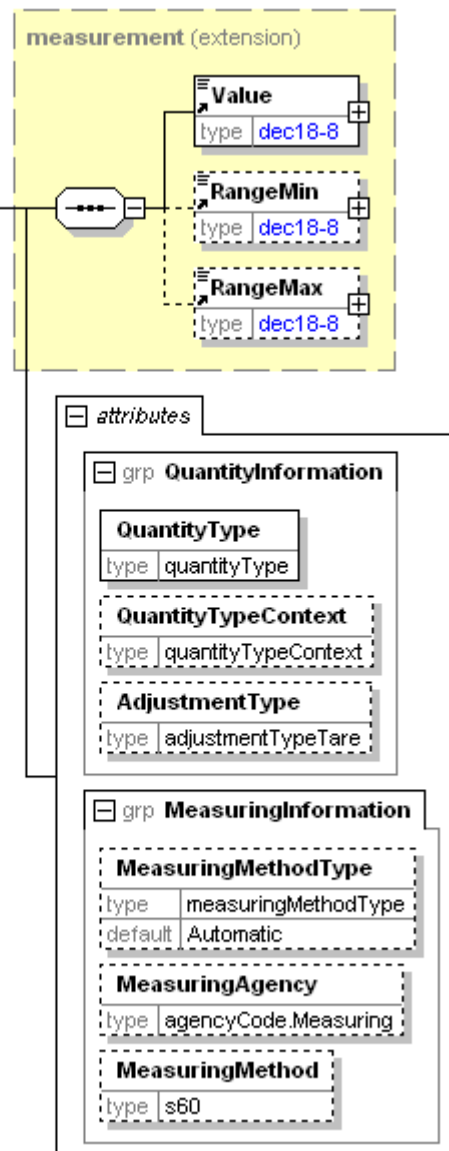 measurement (extension)
Value
type dec18-8
RangeMin
type dec18-8
RangeMax
type dec18-8
attributes
grp QuantityInformation
QuantityType
type quantityType
QuantityTypeContext
type quantityTypeContext
AdjustmentType
type adjustmentTypeTare
grp MeasuringInformation
MeasuringMethodType
type measuringMethodType
default Automatic
MeasuringAgency
type agencyCode.Measuring
MeasuringMethod
type s60